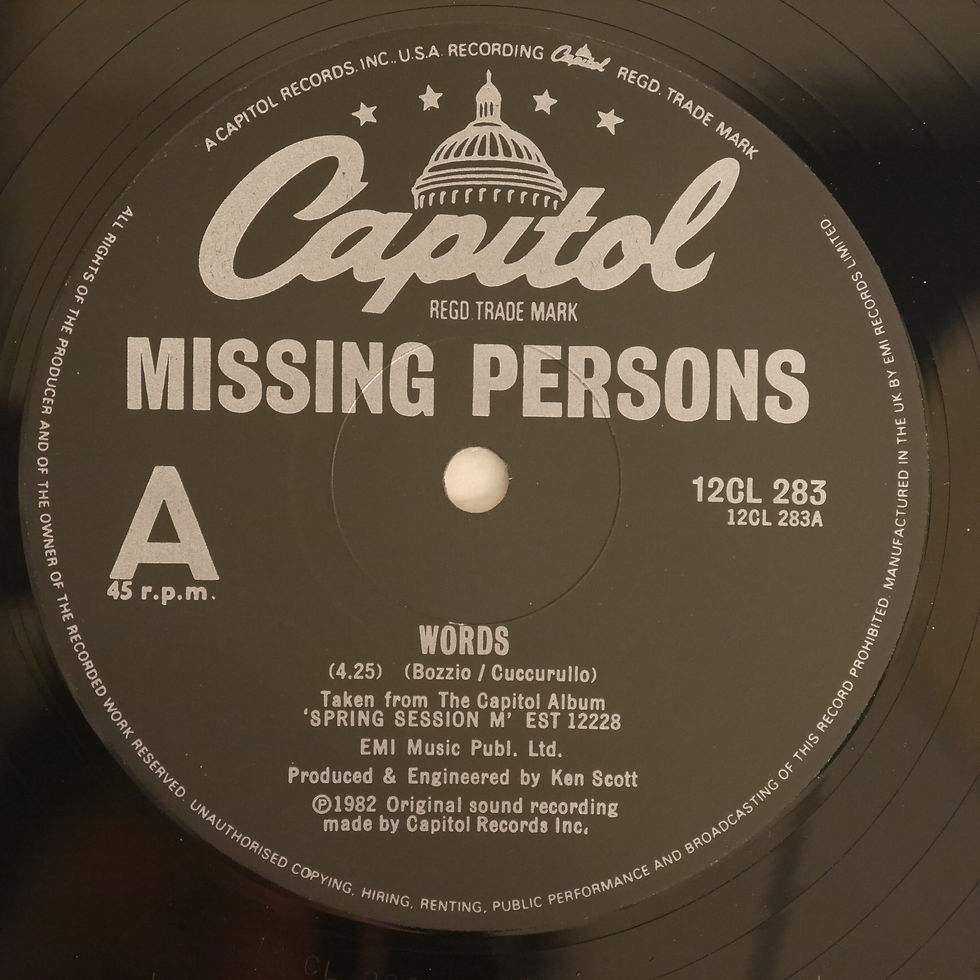 A CAPITOL RECORDS. INC., U.S.A. RECORDING Capitol REGD. TRADE MARK
Capitol
REGD. TRADE MARK
MISSING PERSONS
A
45 r.p.m.
12CL 283
12CL 283A
WORDS
(4.25) (Bozzio / Cuccurullo)
Taken from The Capitol Album
‘SPRING SESSION M’ EST 12228
EMI Music Publ. Ltd.
Produced & Engineered by Ken Scott
℗1982 Original sound recording
made by Capitol Records Inc.
ALL RIGHTS OF THE PRODUCER AND OF THE OWNER OF THE RECORDED WORK RESERVED. UNAUTHORISED COPYING, HIRING, RENTING, PUBLIC PERFORMANCE AND BROADCASTING OF THIS RECORD PROHIBITED. MANUFACTURED IN THE UK BY EMI RECORDS LIMITED